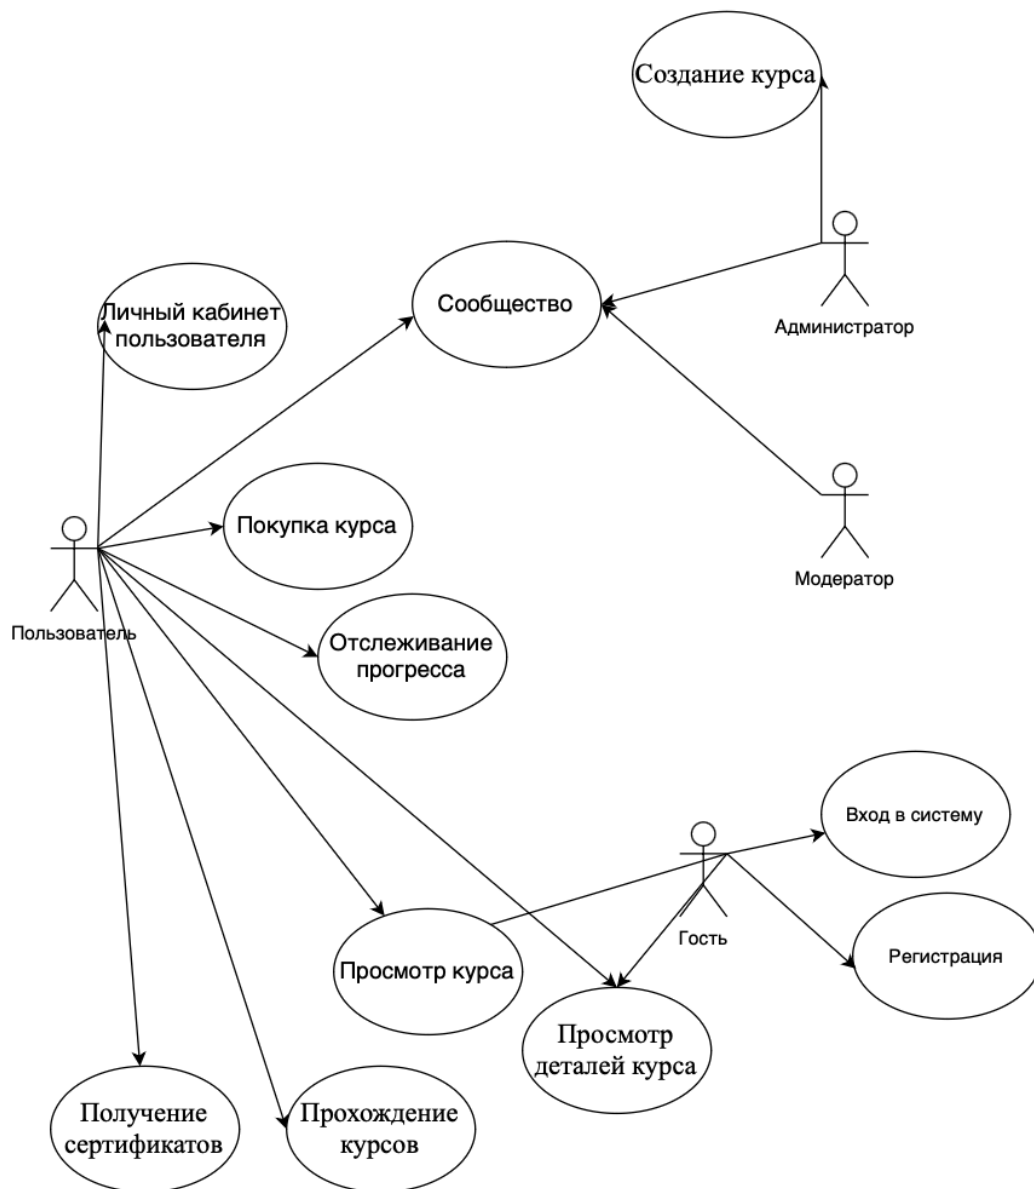 Создание курса
Администратор
Сообщество
Личный кабинет
пользователя
Покупка курса
Модератор
Пользователь
Отслеживание
прогресса
Вход в систему
Гость
Регистрация
Просмотр курса
Просмотр
деталей курса
Получение
сертификатов
Прохождение
курсов